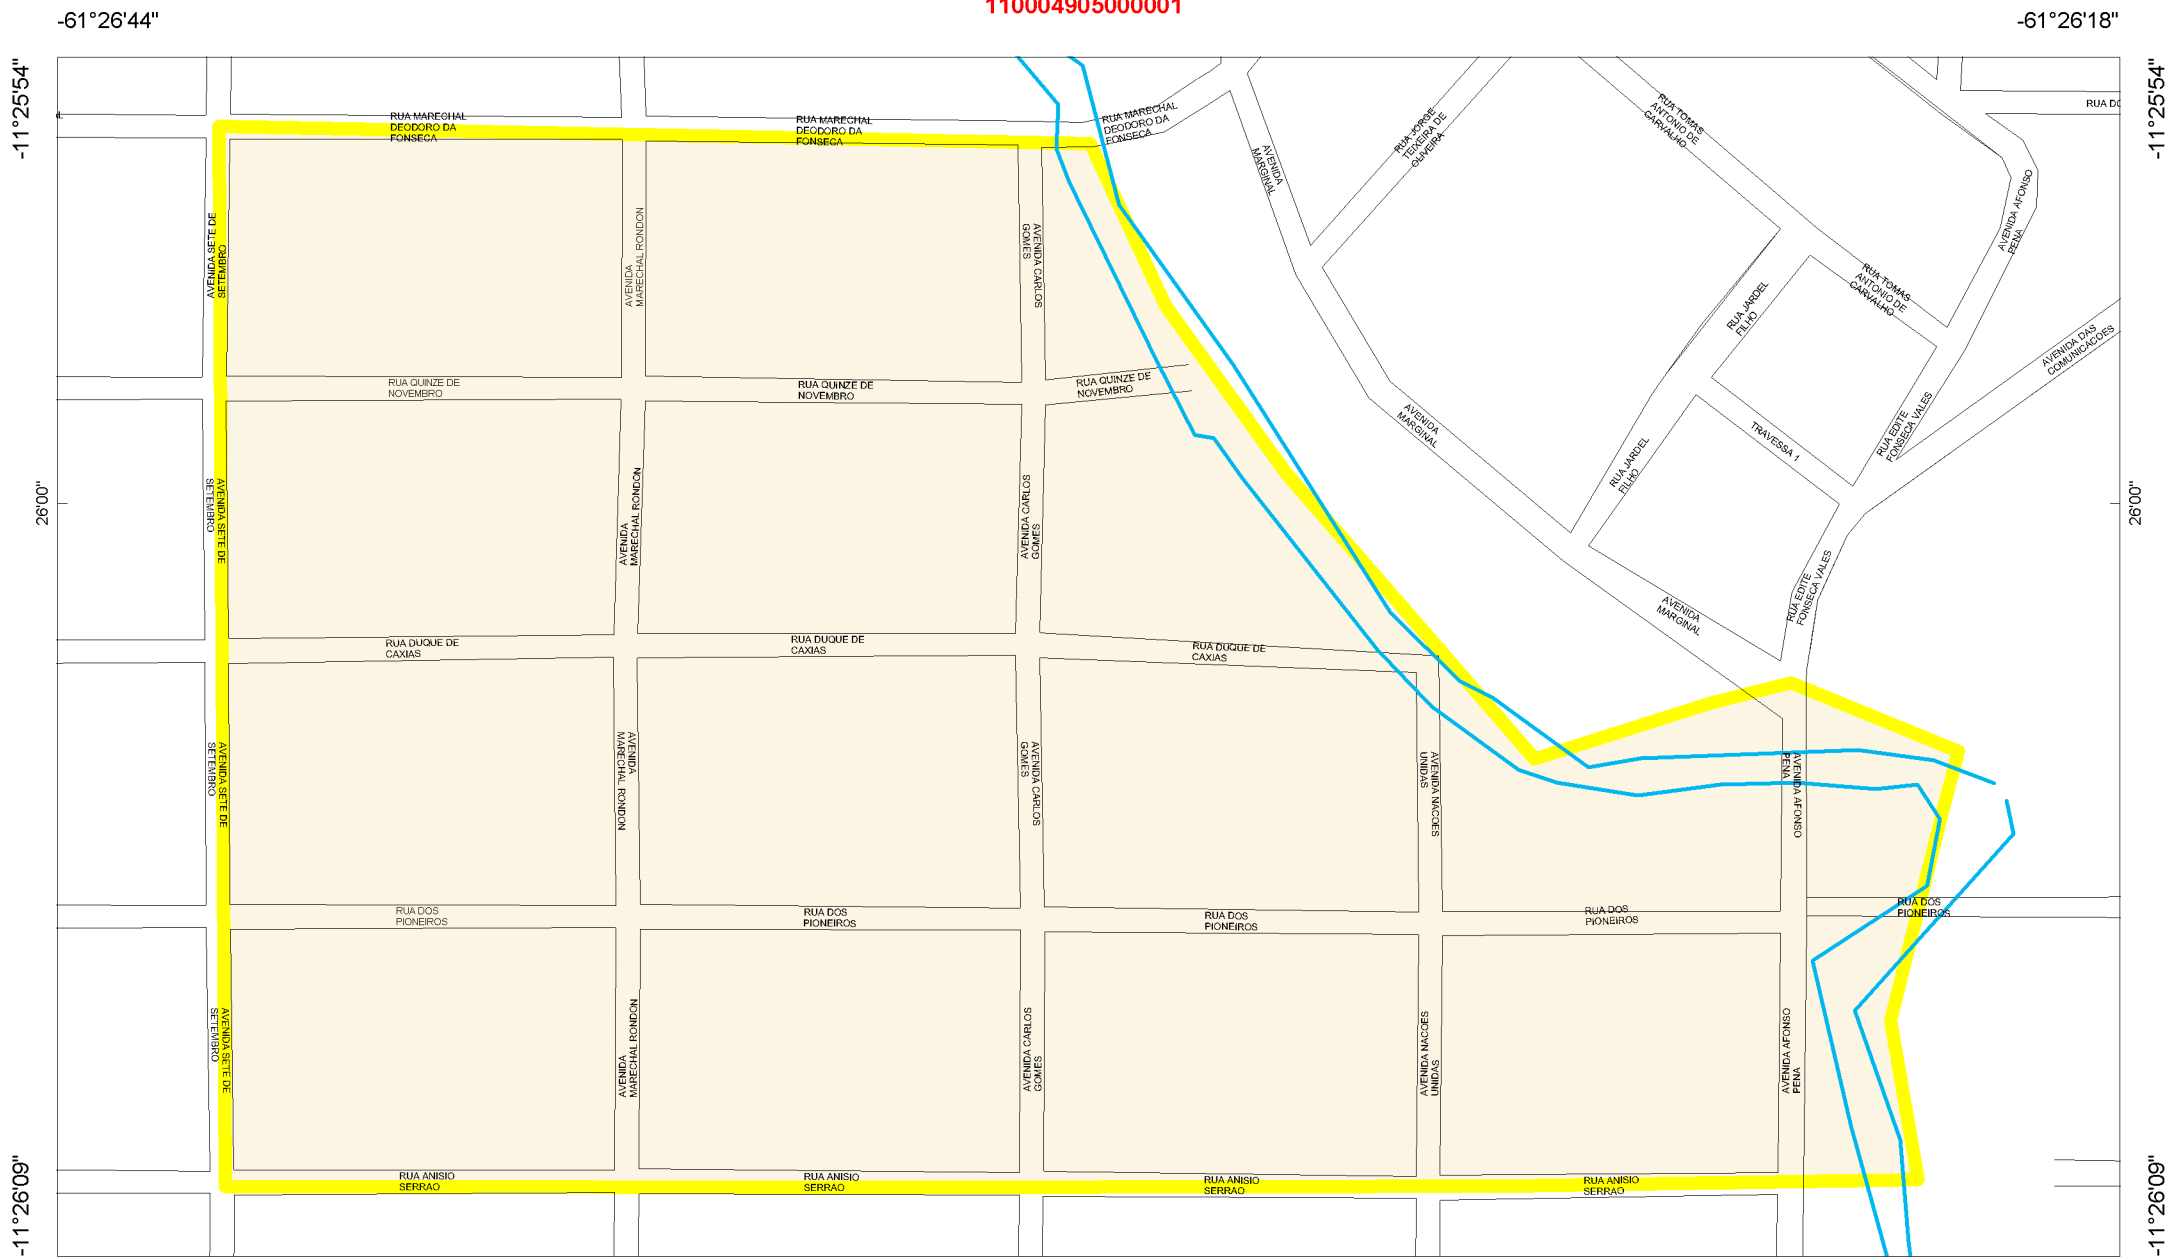 110004905000001
-61°26'44"
-61°26'18"
-11°25'54"
-11°25'54"
RUA MARECHAL
DEODORO DA
FONSECA
RUA MARECHAL
DEODORO DA
FONSECA
RUA MARECHAL
DEODORO DA
FONSECA
AVENIDA
MARGINAL
RUA JORGE
TEIXEIRA DE
OLIVEIRA
RUA TOMAS
ANTONIO DE
CARVALHO
RUA DO
AVENIDA SETE DE
SETEMBRO
AVENIDA
MARECHAL RONDON
AVENIDA CARLOS
GOMES
AVENIDA AFONSO
PENA
RUA TOMAS
ANTONIO DE
CARVALHO
RUA JARDEL
FILHO
AVENIDA DAS
COMUNICACOES
RUA QUINZE DE
NOVEMBRO
RUA QUINZE DE
NOVEMBRO
RUA QUINZE DE
NOVEMBRO
AVENIDA
MARGINAL
RUA JARDEL
FILHO
TRAVESSA 1
RUA EDITE
FONSECA VALES
26'00"
26'00"
AVENIDA SETE DE
SETEMBRO
AVENIDA
MARECHAL RONDON
AVENIDA CARLOS
GOMES
AVENIDA
MARGINAL
RUA EDITE
FONSECA VALES
RUA DUQUE DE
CAXIAS
RUA DUQUE DE
CAXIAS
RUA DUQUE DE
CAXIAS
AVENIDA SETE DE
SETEMBRO
AVENIDA
MARECHAL RONDON
AVENIDA CARLOS
GOMES
AVENIDA NACOES
UNIDAS
AVENIDA AFONSO
PENA
RUA DOS
PIONEIROS
RUA DOS
PIONEIROS
RUA DOS
PIONEIROS
RUA DOS
PIONEIROS
RUA DOS
PIONEIROS
AVENIDA SETE DE
SETEMBRO
AVENIDA
MARECHAL RONDON
AVENIDA CARLOS
GOMES
AVENIDA NACOES
UNIDAS
AVENIDA AFONSO
PENA
RUA ANISIO
SERRAO
RUA ANISIO
SERRAO
RUA ANISIO
SERRAO
RUA ANISIO
SERRAO
-11°26'09"
-11°26'09"